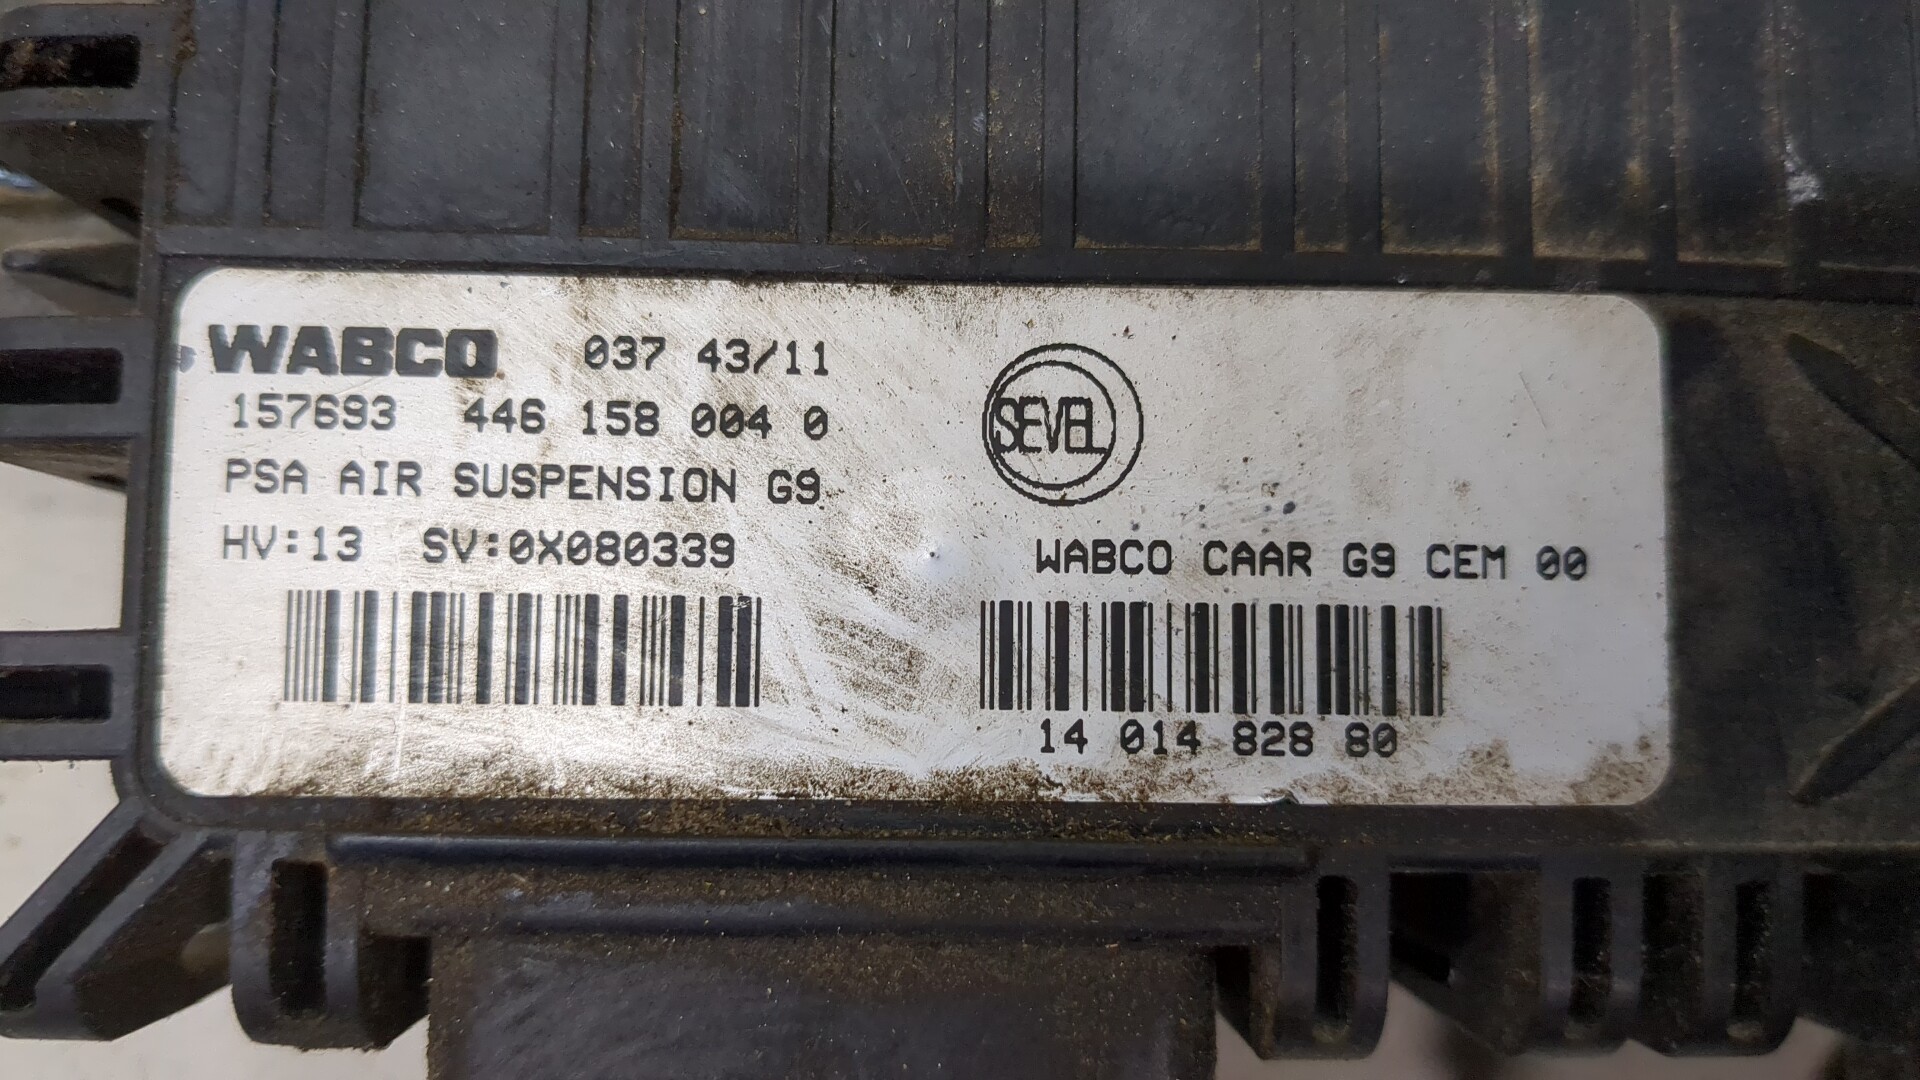 WABCO 037 43/11
157693 446 158 004 0
PSA AIR SUSPENSION G9
HV:13 SV:0X080339
SEVEL
WABCO CAAR G9 CEM 00
14 014 828 80